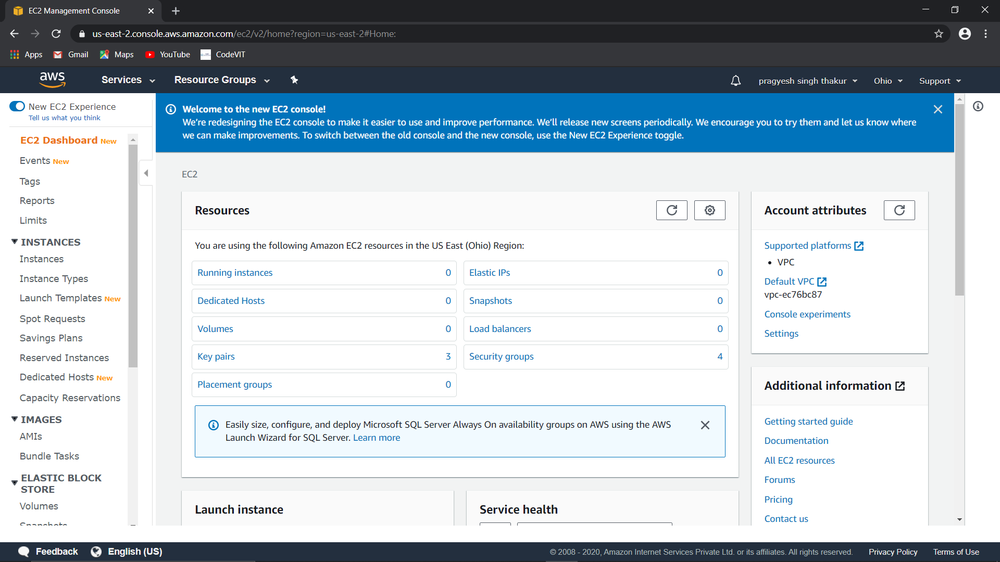 EC2 Management Console
us-east-2.console.aws.amazon.com/ec2/v2/home?region=us-east-2#Home:
Apps
Gmail
Maps
YouTube
CodeVIT
aws
Services
Resource Groups
pragyesh singh thakur
Ohio
Support
New EC2 Experience
Tell us what you think
EC2 Dashboard New
Events New
Tags
Reports
Limits
INSTANCES
Instances
Instance Types
Launch Templates New
Spot Requests
Savings Plans
Reserved Instances
Dedicated Hosts New
Capacity Reservations
IMAGES
AMIs
Bundle Tasks
ELASTIC BLOCK
STORE
Volumes
Snapshots
Welcome to the new EC2 console!
We're redesigning the EC2 console to make it easier to use and improve performance. We'll release new screens periodically. We encourage you to try them and let us know where
we can make improvements. To switch between the old console and the new console, use the New EC2 Experience toggle.
EC2
Resources
You are using the following Amazon EC2 resources in the US East (Ohio) Region:
Running instances 0
Elastic IPs 0
Dedicated Hosts 0
Snapshots 0
Volumes 0
Load balancers 0
Key pairs 3
Security groups 4
Placement groups 0
Easily size, configure, and deploy Microsoft SQL Server Always On availability groups on AWS using the AWS
Launch Wizard for SQL Server. Learn more
Launch instance
Service health
Account attributes
Supported platforms
• VPC
Default VPC
vpc-ec76bc87
Console experiments
Settings
Additional information
Getting started guide
Documentation
All EC2 resources
Forums
Pricing
Contact us
Feedback
English (US)
© 2008 - 2020, Amazon Internet Services Private Ltd. or its affiliates. All rights reserved.
Privacy Policy
Terms of Use